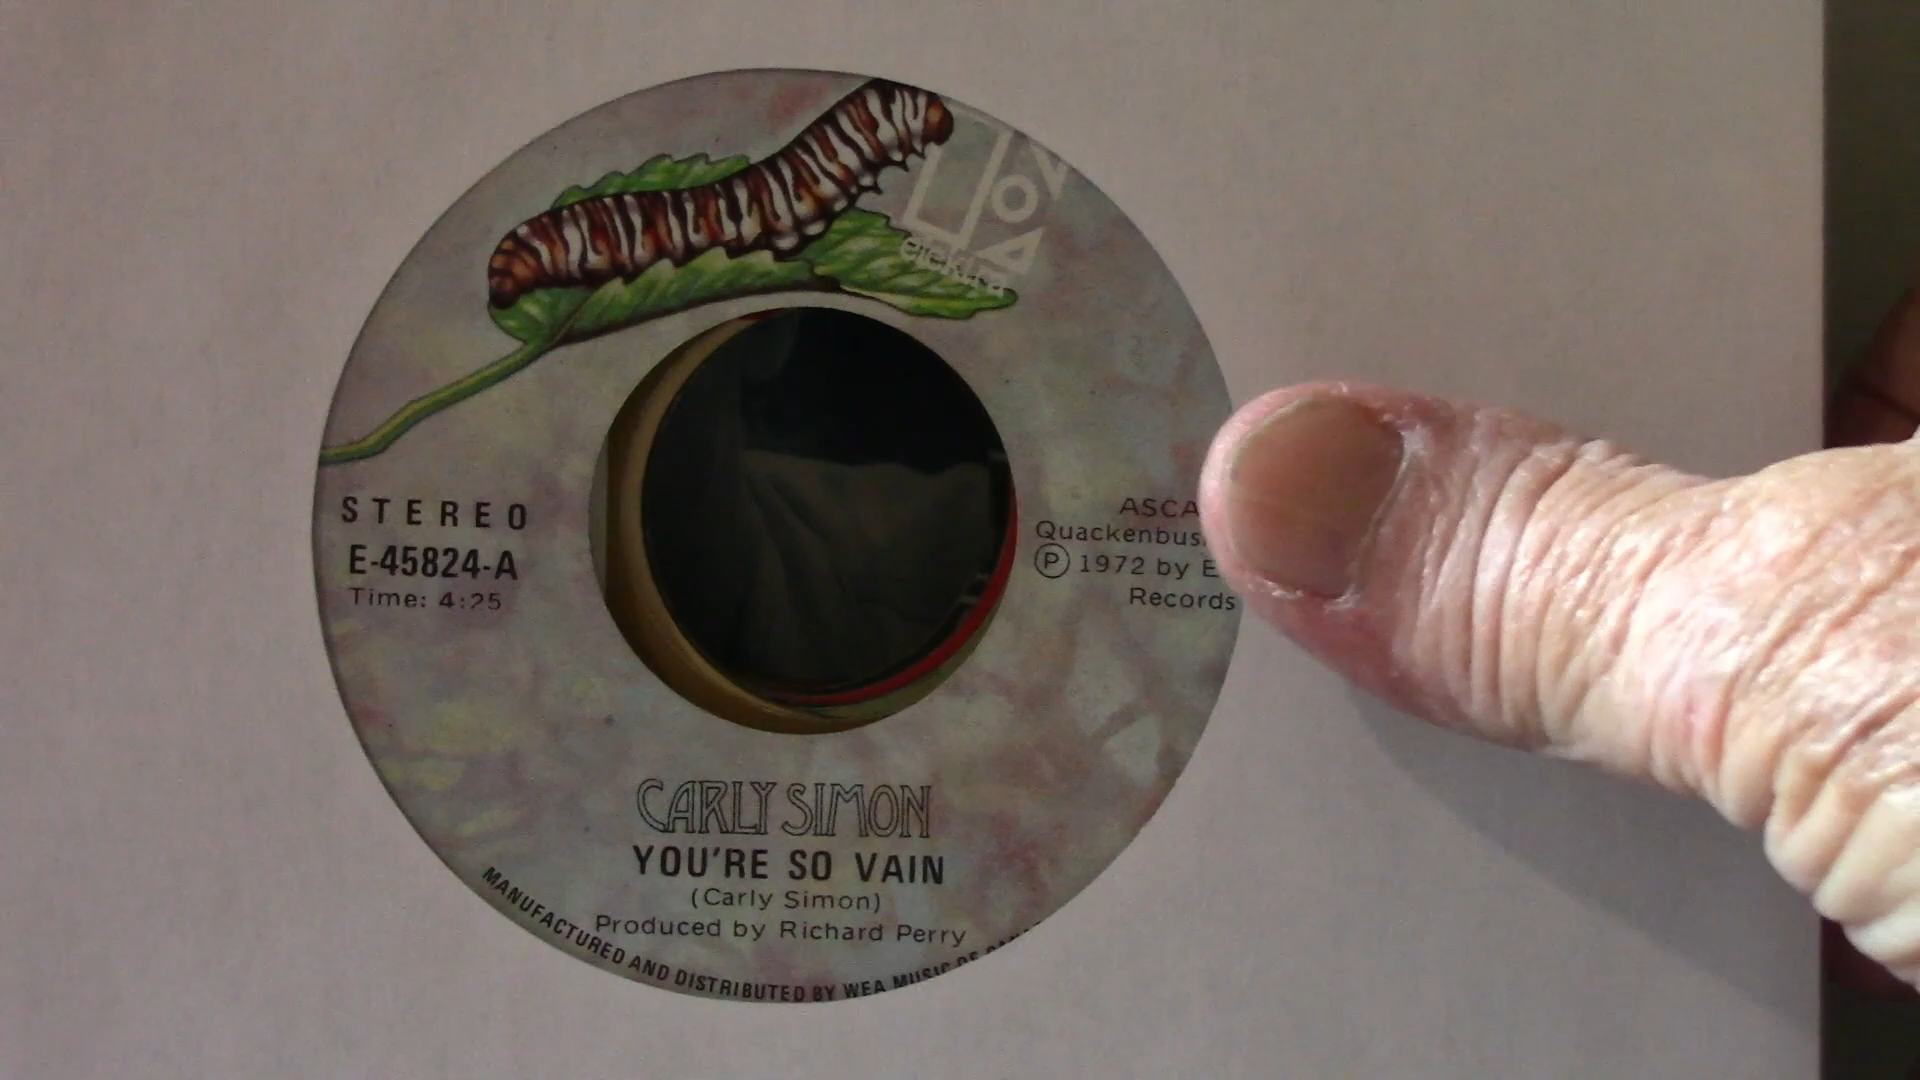 elektra
STEREO
E-45824-A
Time: 4:25
ASCA
Quackenbus
Ⓟ 1972 by E
Records
CARLY SIMON
YOU'RE SO VAIN
(Carly Simon)
Produced by Richard Perry
MANUFACTURED AND DISTRIBUTED BY WEA MUSIC OF